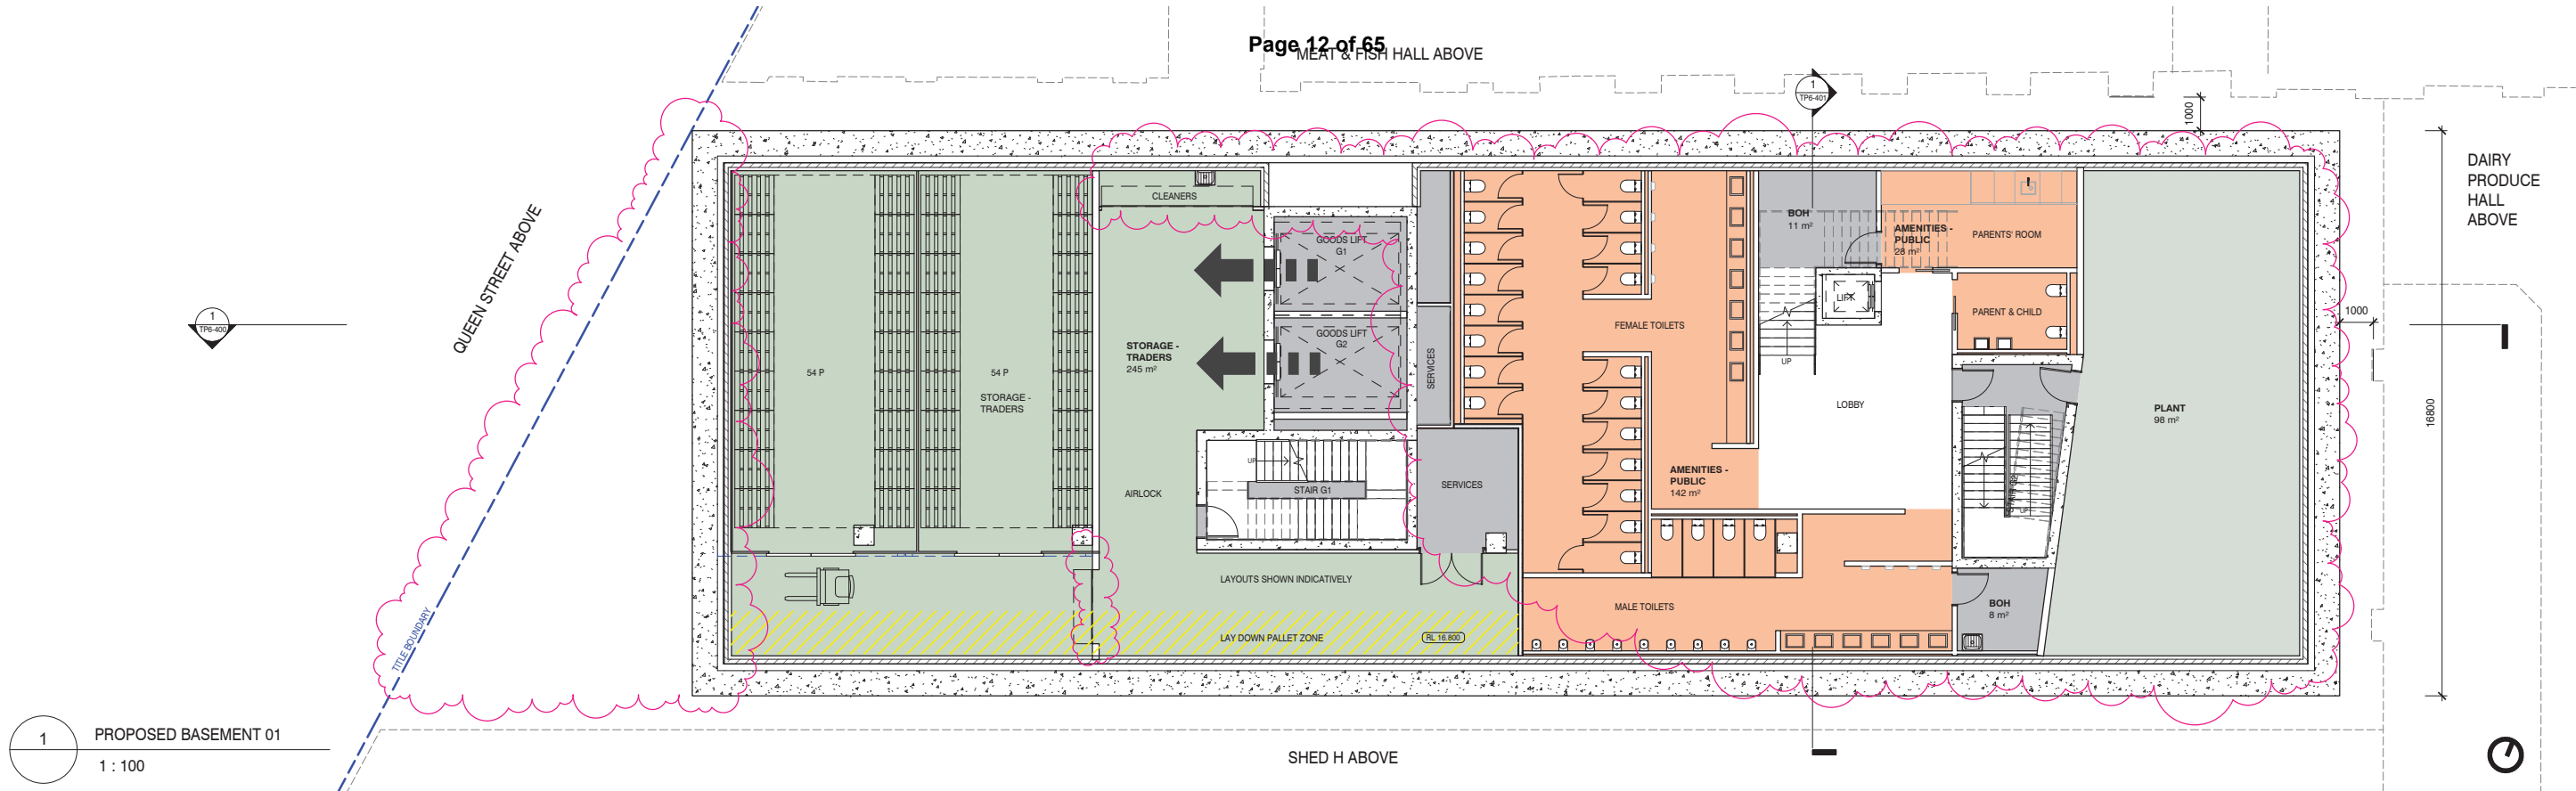 Page 12 of 65
MEAT & FISH HALL ABOVE
1
TP6-401
1000
DAIRY
PRODUCE
HALL
ABOVE
CLEANERS
GOODS LIFT
G1
BOH
11 m²
AMENITIES -
PUBLIC
28 m²
PARENTS' ROOM
QUEEN STREET ABOVE
1
TP6-400
LIFT
PARENT & CHILD
1000
FEMALE TOILETS
GOODS LIFT
G2
STORAGE -
TRADERS
245 m²
SERVICES
UP
54 P
54 P
STORAGE -
TRADERS
LOBBY
PLANT
98 m²
16800
UP
STAIR G1
AIRLOCK
SERVICES
AMENITIES -
PUBLIC
142 m²
UP
LAYOUTS SHOWN INDICATIVELY
MALE TOILETS
BOH
8 m²
LAY DOWN PALLET ZONE
RL 16.800
TITLE BOUNDARY
1
PROPOSED BASEMENT 01
1 : 100
SHED H ABOVE